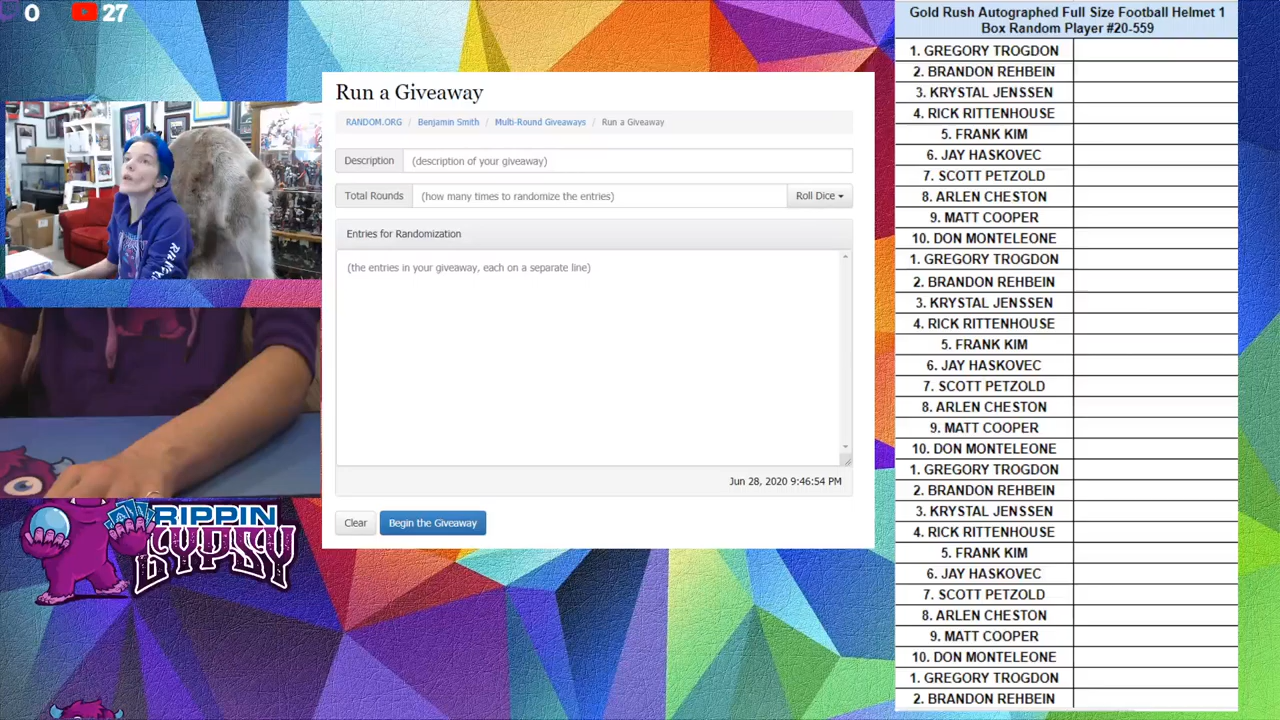 0
27
Run a Giveaway
RANDOM.ORG / Benjamin Smith / Multi-Round Giveaways / Run a Giveaway
Description (description of your giveaway)
Total Rounds (how many times to randomize the entries) Roll Dice
Entries for Randomization
(the entries in your giveaway, each on a separate line)
Jun 28, 2020 9:46:54 PM
Clear Begin the Giveaway
RIPPIN
GYPSY
Gold Rush Autographed Full Size Football Helmet 1
Box Random Player #20-559
1. GREGORY TROGDON
2. BRANDON REHBEIN
3. KRYSTAL JENSSEN
4. RICK RITTENHOUSE
5. FRANK KIM
6. JAY HASKOVEC
7. SCOTT PETZOLD
8. ARLEN CHESTON
9. MATT COOPER
10. DON MONTELEONE
1. GREGORY TROGDON
2. BRANDON REHBEIN
3. KRYSTAL JENSSEN
4. RICK RITTENHOUSE
5. FRANK KIM
6. JAY HASKOVEC
7. SCOTT PETZOLD
8. ARLEN CHESTON
9. MATT COOPER
10. DON MONTELEONE
1. GREGORY TROGDON
2. BRANDON REHBEIN
3. KRYSTAL JENSSEN
4. RICK RITTENHOUSE
5. FRANK KIM
6. JAY HASKOVEC
7. SCOTT PETZOLD
8. ARLEN CHESTON
9. MATT COOPER
10. DON MONTELEONE
1. GREGORY TROGDON
2. BRANDON REHBEIN